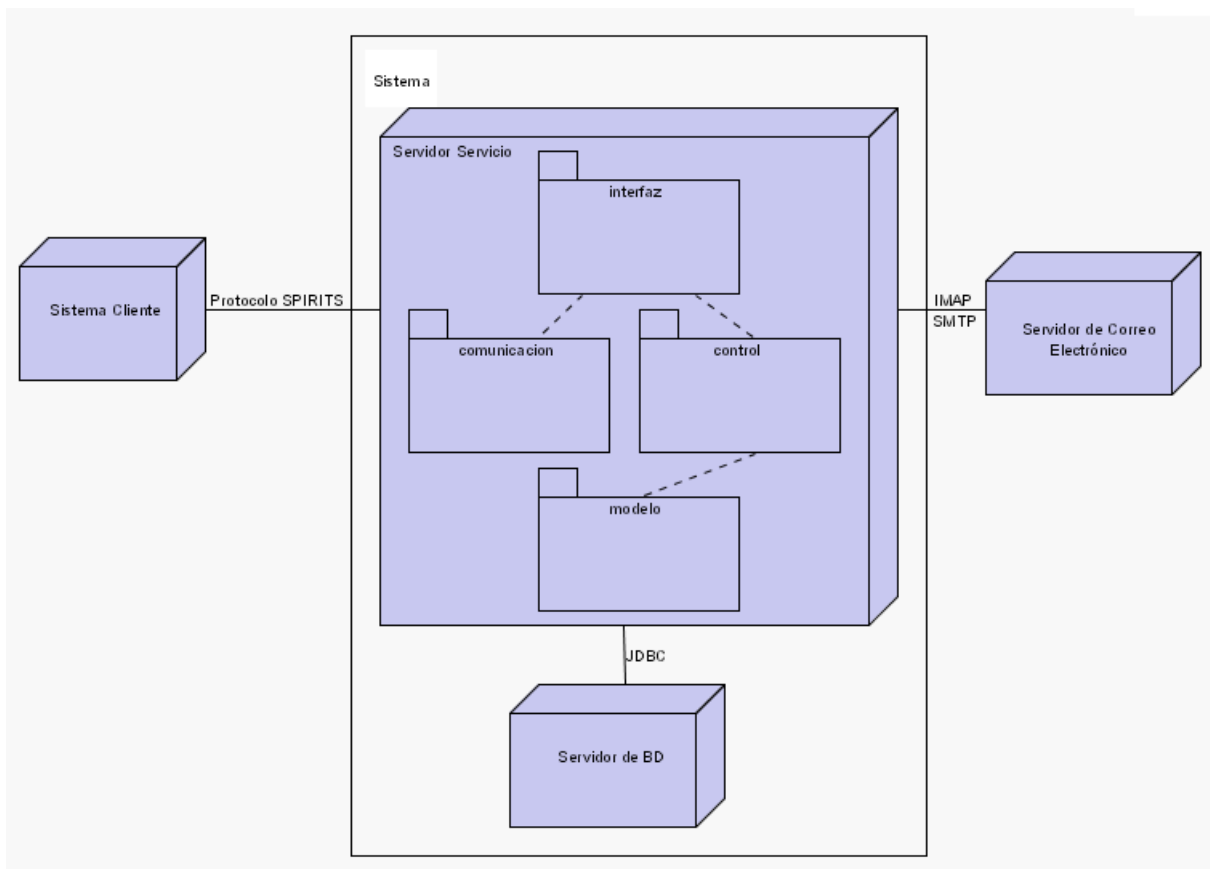 Sistema
Servidor Servicio
interfaz
Sistema Cliente
Protocolo SPIRITS
IMAP
SMTP
Servidor de Correo
Electrónico
comunicacion
control
modelo
JDBC
Servidor de BD